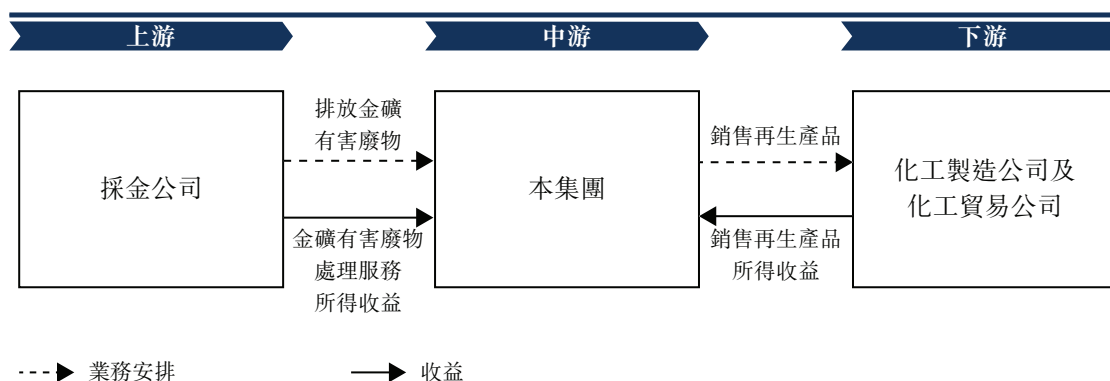 上游
中游
下游
排放金礦
有害廢物
銷售再生產品
採金公司
本集團
化工製造公司及
化工貿易公司
金礦有害廢物
處理服務
所得收益
銷售再生產品
所得收益
業務安排
收益